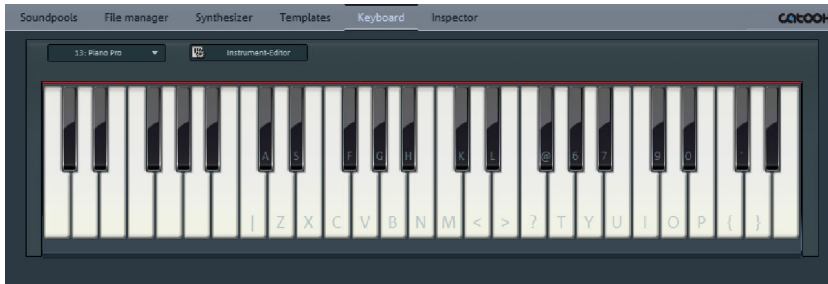 Soundpools File manager Synthesizer Templates Keyboard Inspector catooh
13: Piano Pro Instrument-Editor
A S F G H K L @ 6 7 9 0
| Z X C V B N M < > ? T Y U I O P { }